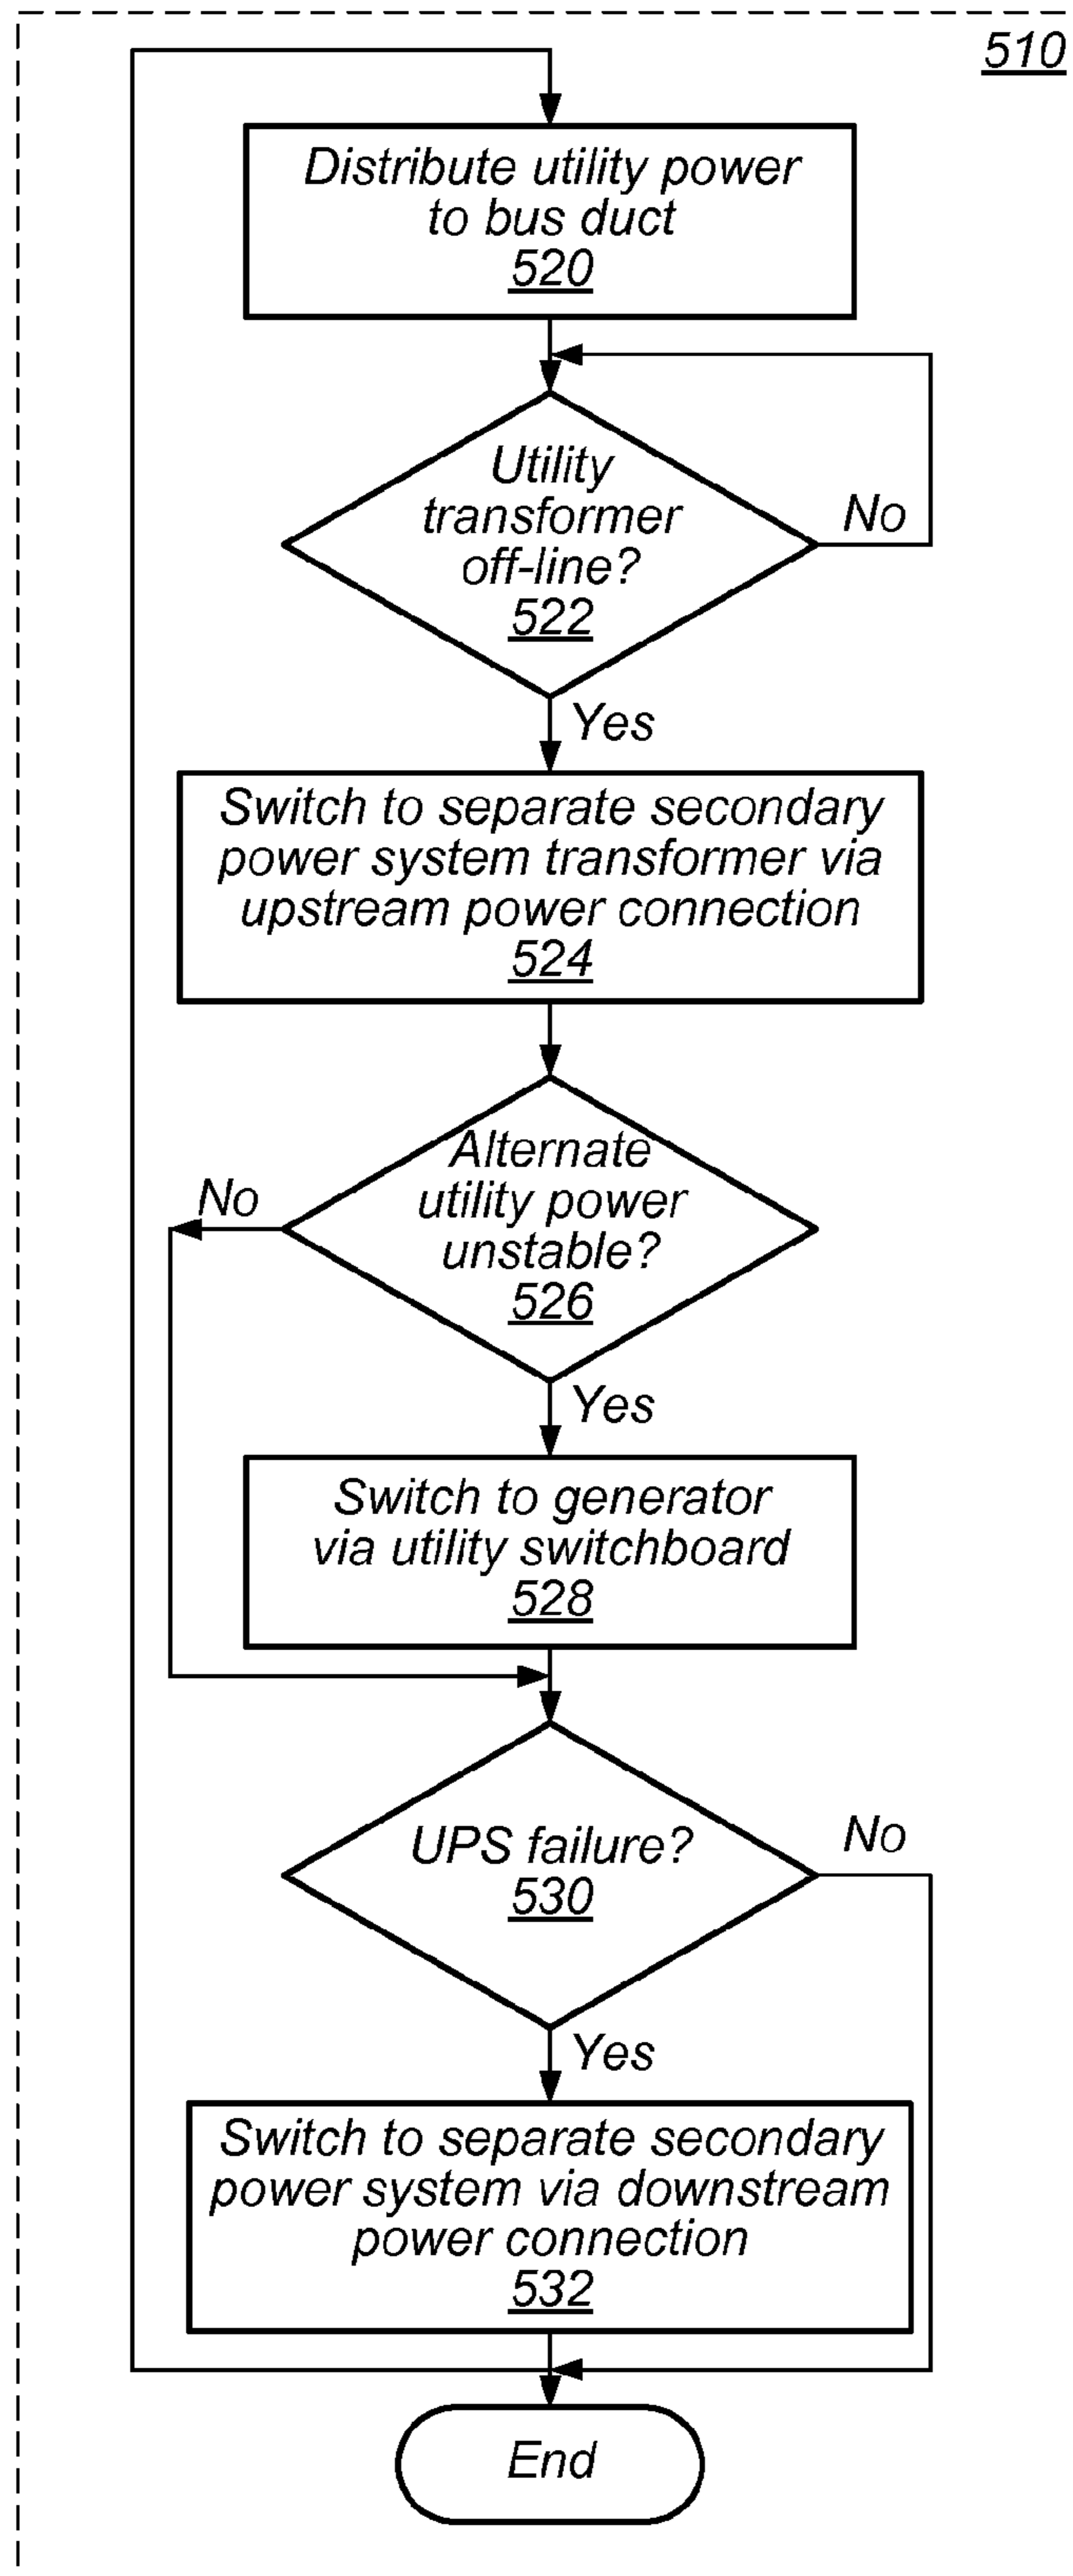 510
Distribute utility power
to bus duct
520
Utility
transformer
off-line?
522
No
Yes
Switch to separate secondary
power system transformer via
upstream power connection
524
Alternate
utility power
unstable?
526
No
Yes
Switch to generator
via utility switchboard
528
UPS failure?
530
No
Yes
Switch to separate secondary
power system via downstream
power connection
532
End